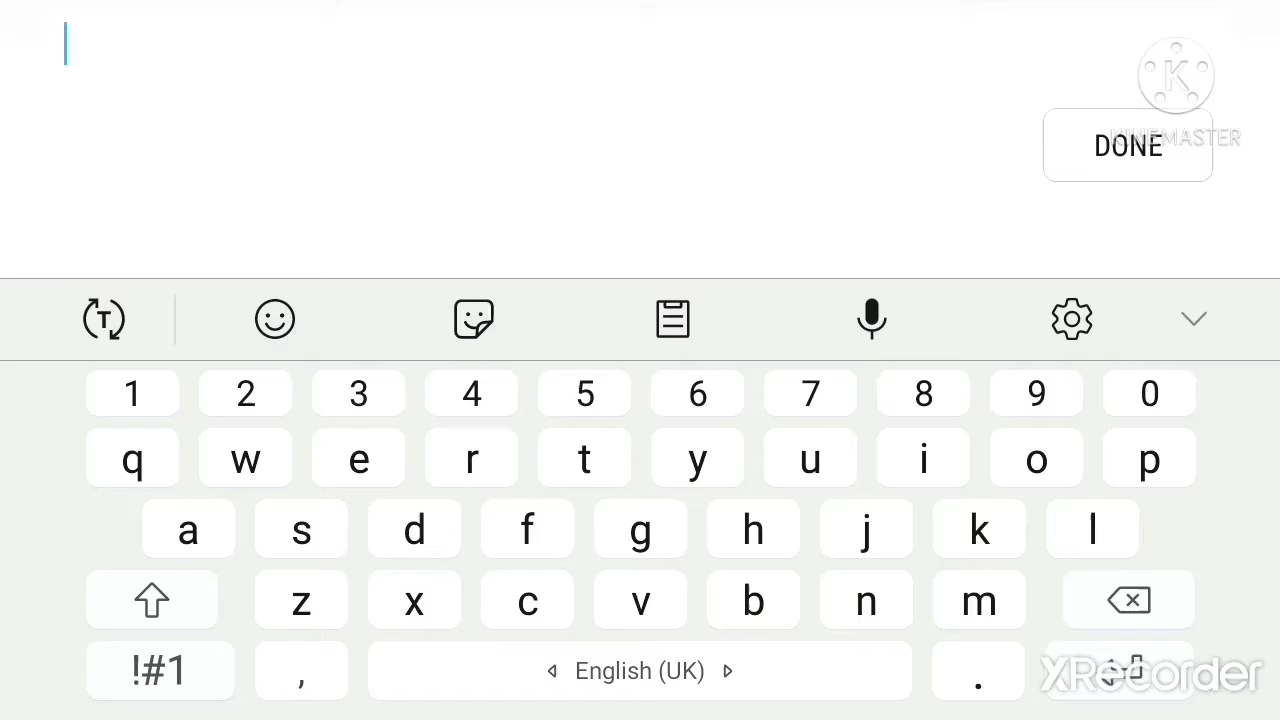 K
KINEMASTER
DONE
T
1 2 3 4 5 6 7 8 9 0
q w e r t y u i o p
a s d f g h j k l
z x c v b n m
!#1 , English (UK) .
XRecorder